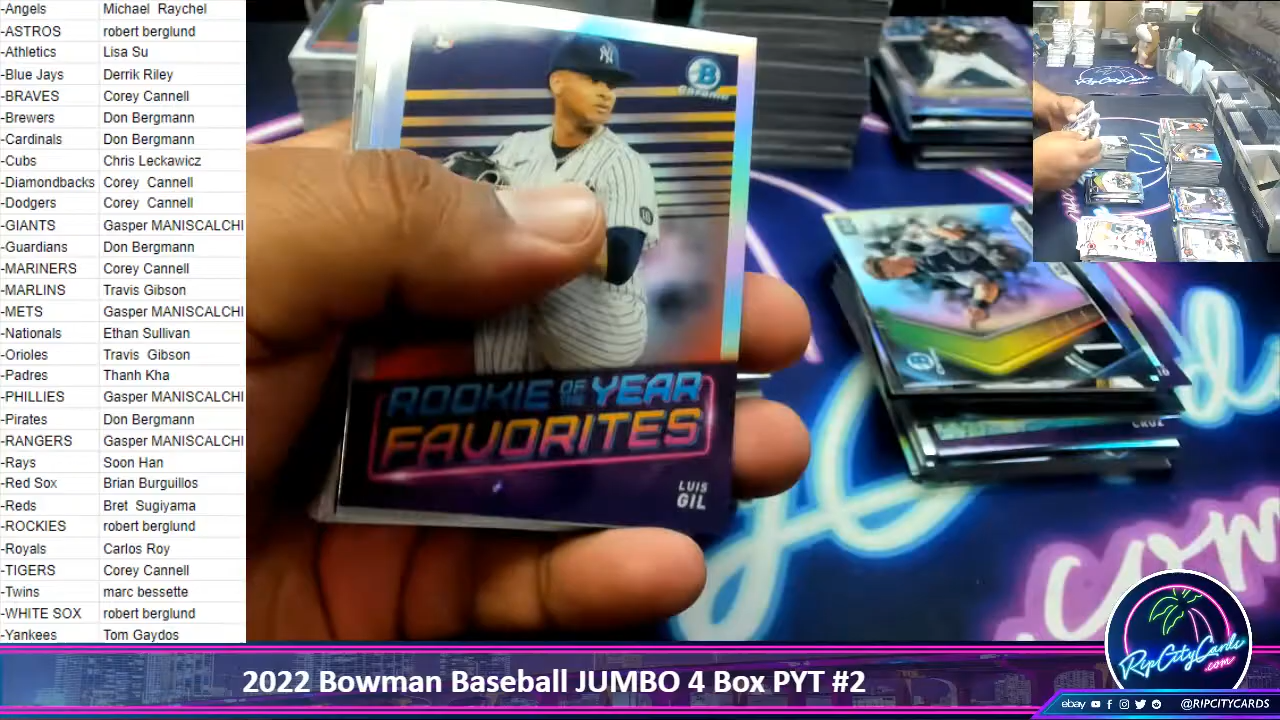 -Angels Michael Raychel
-ASTROS robert berglund
-Athletics Lisa Su
-Blue Jays Derrik Riley
-BRAVES Corey Cannell
-Brewers Don Bergmann
-Cardinals Don Bergmann
-Cubs Chris Leckawicz
-Diamondbacks Corey Cannell
-Dodgers Corey Cannell
-GIANTS Gasper MANISCALCHI
-Guardians Don Bergmann
-MARINERS Corey Cannell
-MARLINS Travis Gibson
-METS Gasper MANISCALCHI
-Nationals Ethan Sullivan
-Orioles Travis Gibson
-Padres Thanh Kha
-PHILLIES Gasper MANISCALCHI
-Pirates Don Bergmann
-RANGERS Gasper MANISCALCHI
-Rays Soon Han
-Red Sox Brian Burguillos
-Reds Bret Sugiyama
-ROCKIES robert berglund
-Royals Carlos Roy
-TIGERS Corey Cannell
-Twins marc bessette
-WHITE SOX robert berglund
-Yankees Tom Gaydos
NY
B
Chrome
ROOKIE OF THE YEAR
FAVORITES
LUIS
GIL
CRUZ
.com
RipCityCards
.com
2022 Bowman Baseball JUMBO 4 Box PYT #2
ebay @RIPCITYCARDS